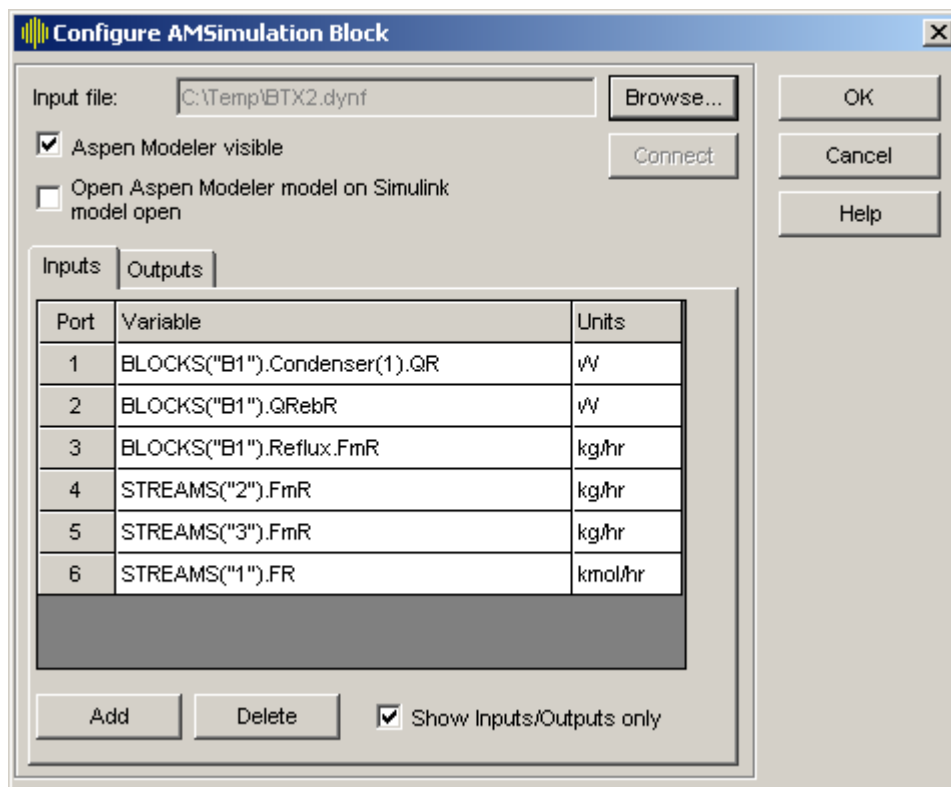 Configure AMSimulation Block
Input file: C:\Temp\BTX2.dynf Browse... OK
Aspen Modeler visible Connect Cancel
Open Aspen Modeler model on Simulink
model open Help
Inputs Outputs
Port Variable Units
1 BLOCKS("B1").Condenser(1).QR W
2 BLOCKS("B1").QRebR W
3 BLOCKS("B1").Reflux.FmR kg/hr
4 STREAMS("2").FmR kg/hr
5 STREAMS("3").FmR kg/hr
6 STREAMS("1").FR kmol/hr
Add Delete Show Inputs/Outputs only